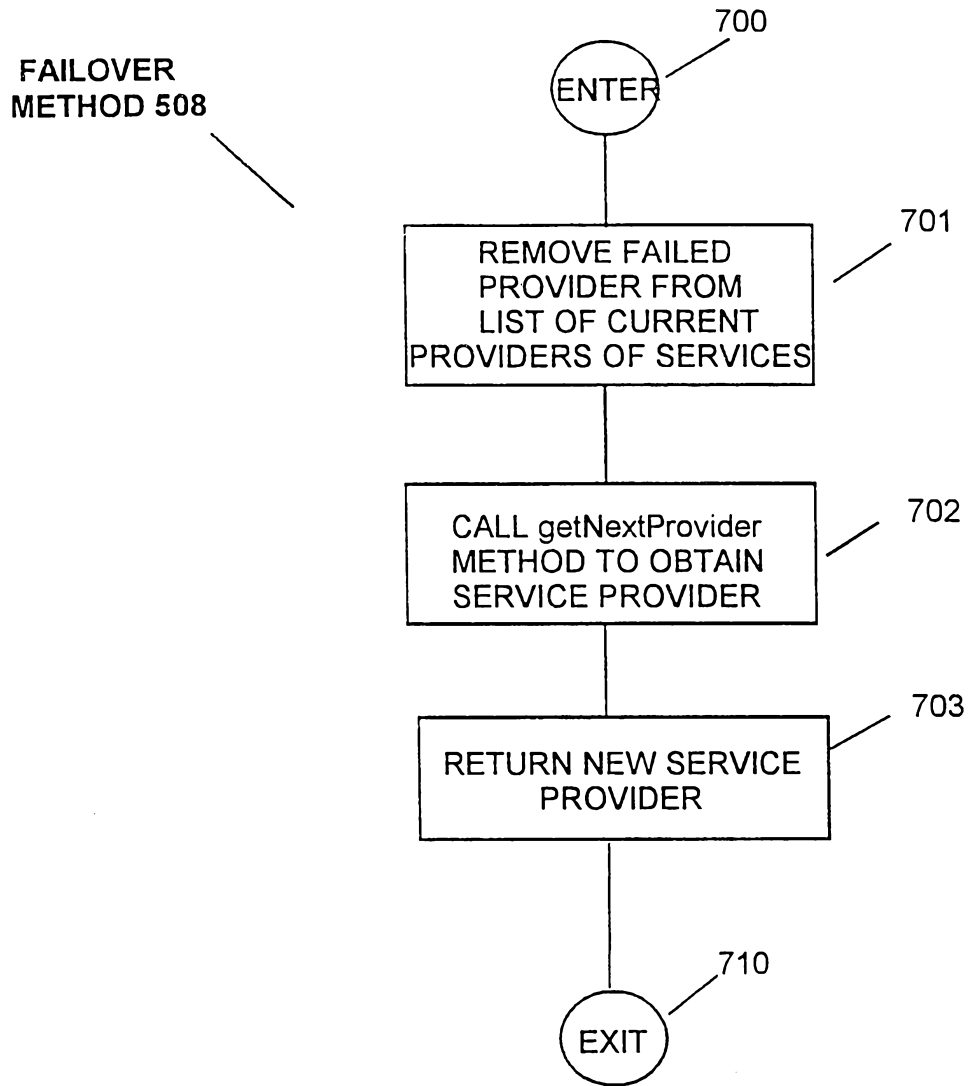 700
FAILOVER
METHOD 508
ENTER
701
REMOVE FAILED
PROVIDER FROM
LIST OF CURRENT
PROVIDERS OF SERVICES
702
CALL getNextProvider
METHOD TO OBTAIN
SERVICE PROVIDER
703
RETURN NEW SERVICE
PROVIDER
710
EXIT